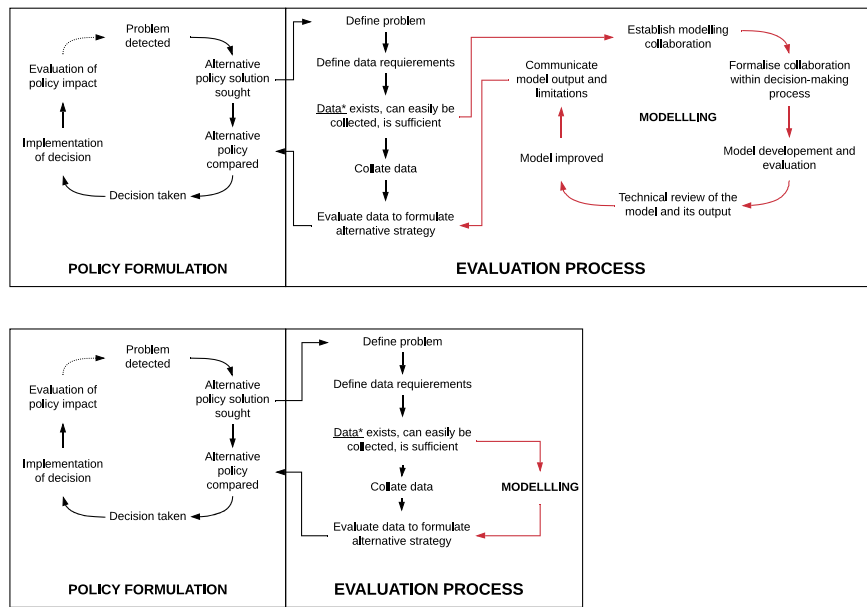 Problem
detected
Alternative
policy solution
sought
Alternative
policy
compared
Decision taken
Implementation
of decision
Evaluation of
policy impact
POLICY FORMULATION
Define problem
Define data requierements
Data* exists, can easily be
collected, is sufficient
Collate data
Evaluate data to formulate
alternative strategy
Establish modelling
collaboration
Formalise collaboration
within decision-making
process
Model developement and
evaluation
Technical review of the
model and its output
Model improved
Communicate
model output and
limitations
MODELLLING
EVALUATION PROCESS
Problem
detected
Alternative
policy solution
sought
Alternative
policy
compared
Decision taken
Implementation
of decision
Evaluation of
policy impact
POLICY FORMULATION
Define problem
Define data requierements
Data* exists, can easily be
collected, is sufficient
Collate data
Evaluate data to formulate
alternative strategy
MODELLLING
EVALUATION PROCESS